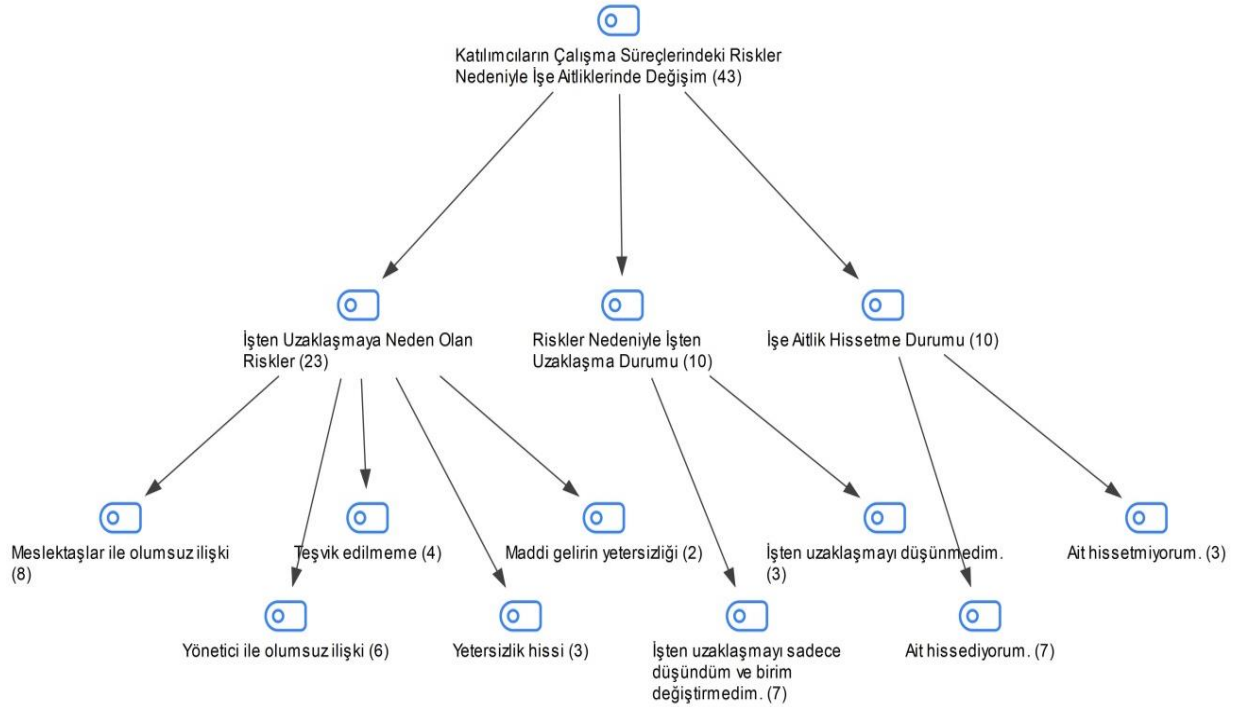 Katılımcıların Çalışma Süreçlerindeki Riskler
Nedeniyle İşe Aitliklerinde Değişim (43)
İşten Uzaklaşmaya Neden Olan
Riskler (23)
Riskler Nedeniyle İşten
Uzaklaşma Durumu (10)
İşe Aitlik Hissetme Durumu (10)
Meslektaşlar ile olumsuz ilişki
(8)
Teşvik edilmeme (4)
Maddi gelirin yetersizliği (2)
İşten uzaklaşmayı düşünmedim.
(3)
Ait hissetmiyorum. (3)
Yönetici ile olumsuz ilişki (6)
Yetersizlik hissi (3)
İşten uzaklaşmayı sadece
düşündüm ve birim
değiştirmedim. (7)
Ait hissediyorum. (7)